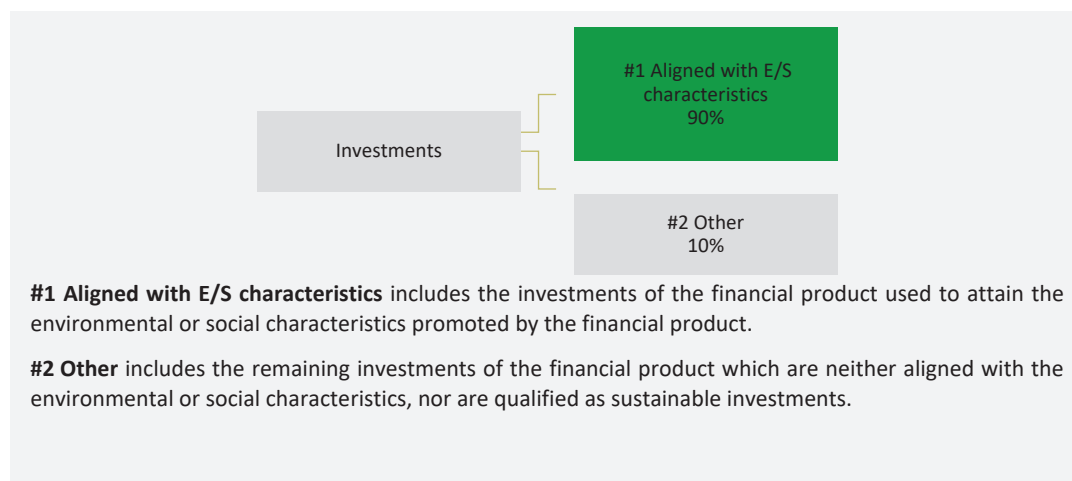 #1 Aligned with E/S
characteristics
90%
Investments
#2 Other
10%
#1 Aligned with E/S characteristics includes the investments of the financial product used to attain the
environmental or social characteristics promoted by the financial product.
#2 Other includes the remaining investments of the financial product which are neither aligned with the
environmental or social characteristics, nor are qualified as sustainable investments.